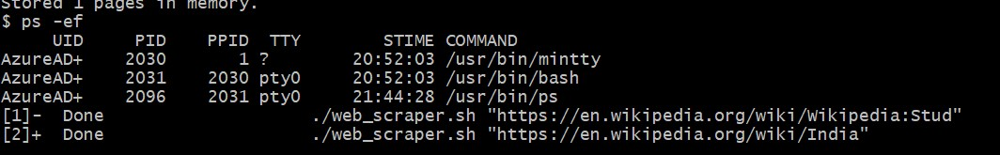 Stored 1 pages in memory.
$ ps -ef
UID PID PPID TTY STIME COMMAND
AzureAD+ 2030 1 ? 20:52:03 /usr/bin/mintty
AzureAD+ 2031 2030 pty0 20:52:03 /usr/bin/bash
AzureAD+ 2096 2031 pty0 21:44:28 /usr/bin/ps
[1]- Done ./web_scraper.sh "https://en.wikipedia.org/wiki/Wikipedia:Stud"
[2]+ Done ./web_scraper.sh "https://en.wikipedia.org/wiki/India"